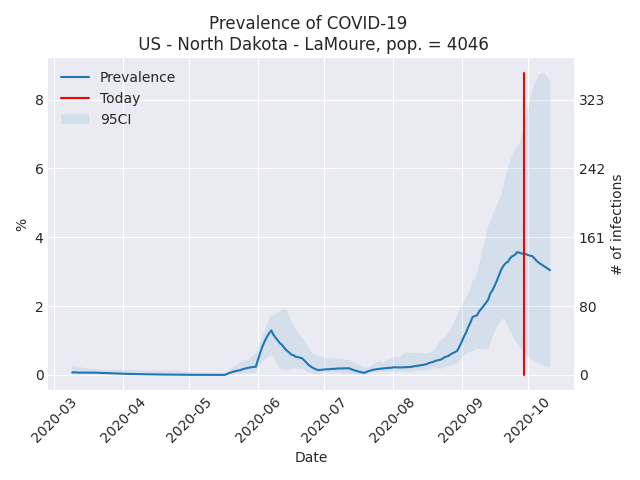 Prevalence of COVID-19
US - North Dakota - LaMoure, pop. = 4046
Prevalence
Today
95CI
%
8
6
4
2
0
323
242
161
80
0
# of infections
2020-03
2020-04
2020-05
2020-06
2020-07
2020-08
2020-09
2020-10
Date